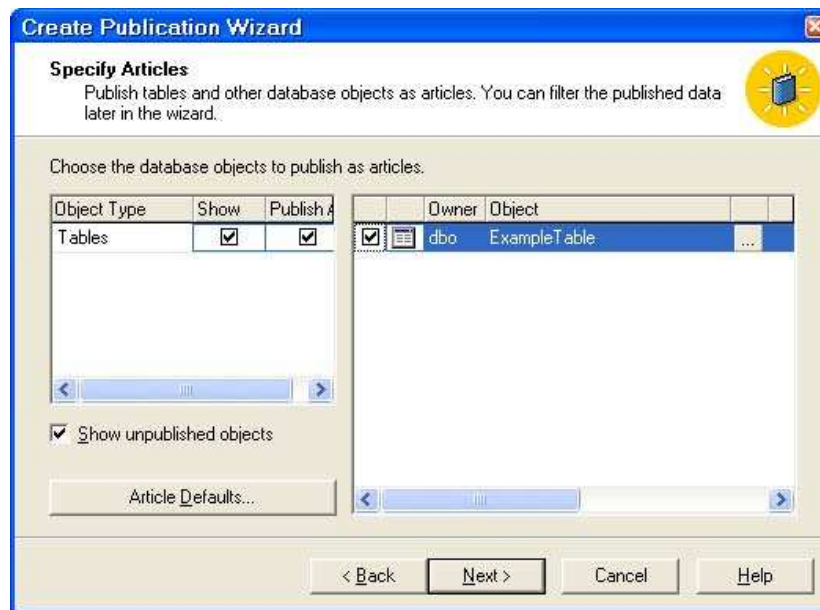 Create Publication Wizard
Specify Articles
Publish tables and other database objects as articles. You can filter the published data
later in the wizard.
Choose the database objects to publish as articles.
Object Type Show Publish A
Tables
Owner Object
dbo ExampleTable ...
Show unpublished objects
Article Defaults...
< Back Next > Cancel Help